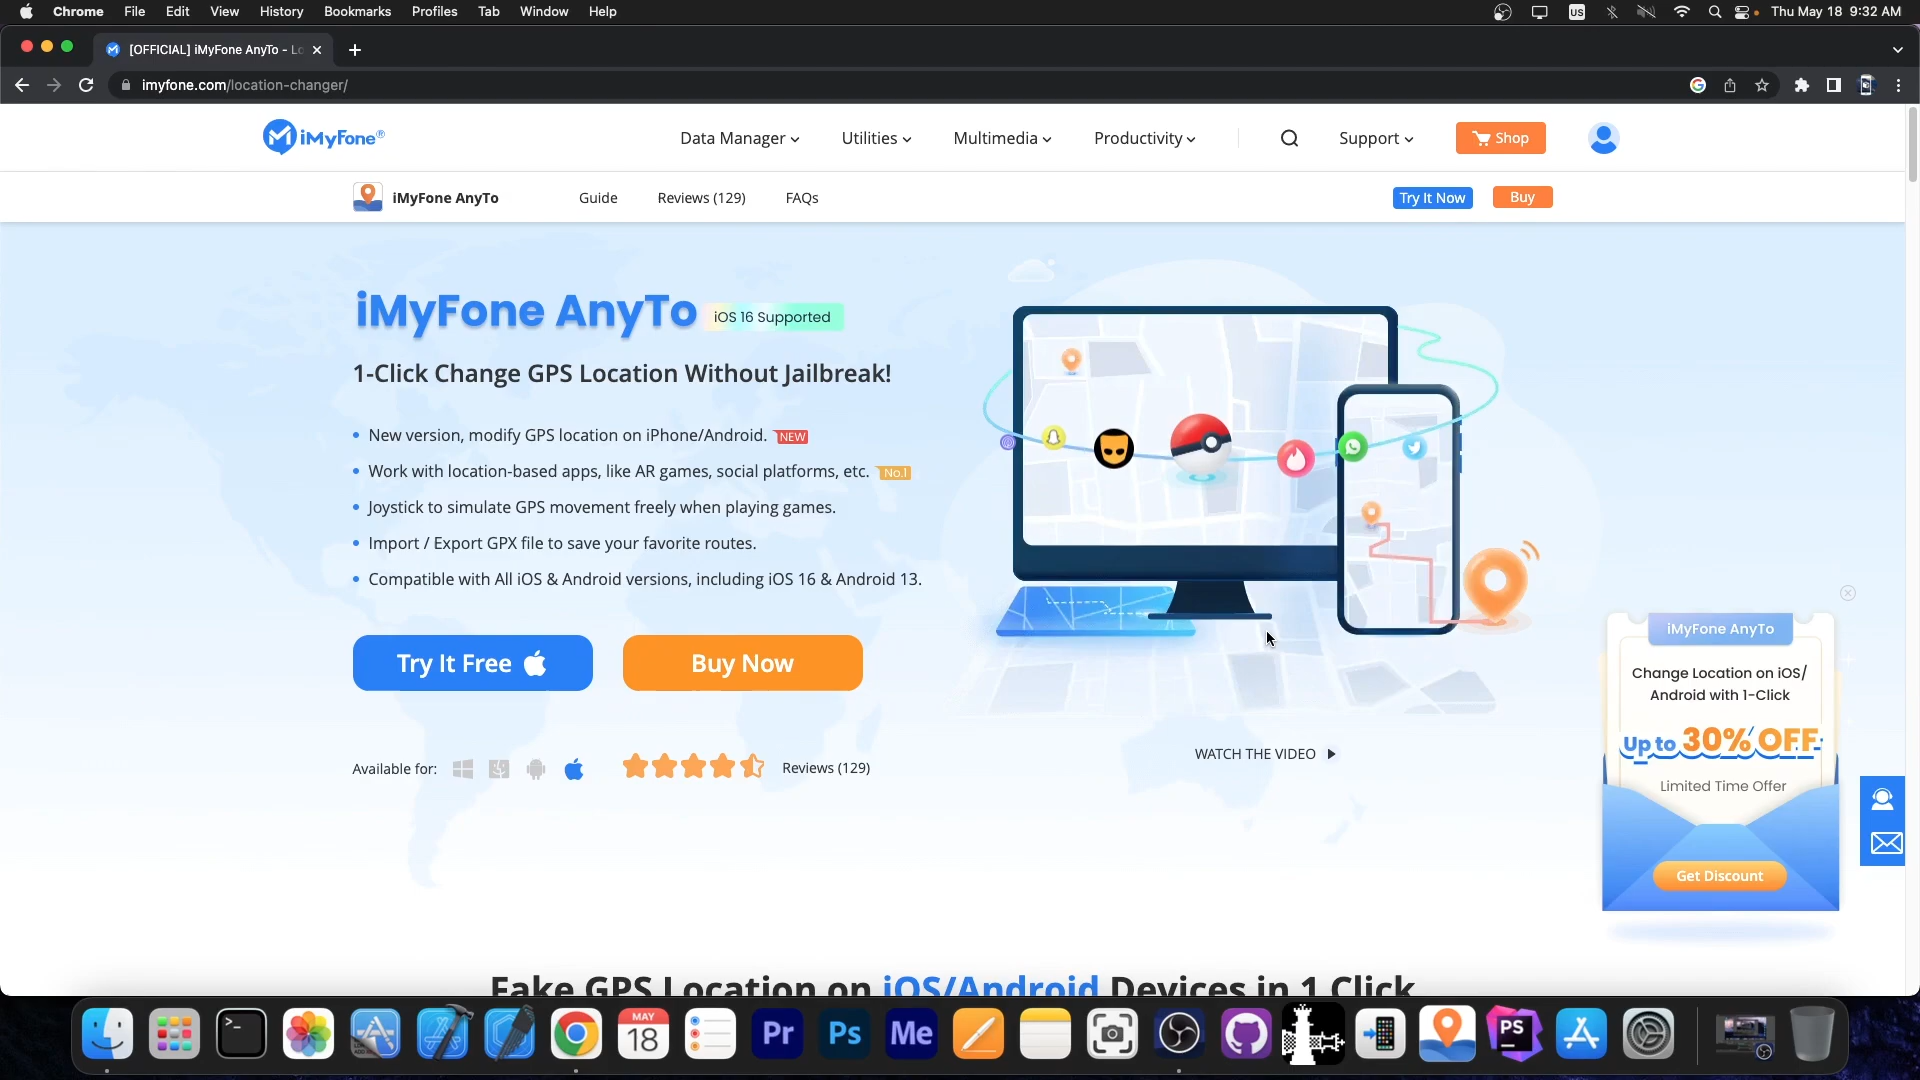 Chrome File Edit View History Bookmarks Profiles Tab Window Help
US
Thu May 18 9:32 AM
[OFFICIAL] iMyFone AnyTo - Lo
imyfone.com/location-changer/
iMyFone®
Data Manager
Utilities
Multimedia
Productivity
Support
Shop
iMyFone AnyTo
Guide
Reviews (129)
FAQs
Try It Now
Buy
iMyFone AnyTo
iOS 16 Supported
1-Click Change GPS Location Without Jailbreak!
New version, modify GPS location on iPhone/Android. NEW
Work with location-based apps, like AR games, social platforms, etc. No.1
Joystick to simulate GPS movement freely when playing games.
Import / Export GPX file to save your favorite routes.
Compatible with All iOS & Android versions, including iOS 16 & Android 13.
Try It Free
Buy Now
Available for:
Reviews (129)
WATCH THE VIDEO
iMyFone AnyTo
Change Location on iOS/
Android with 1-Click
Up to 30% OFF
Limited Time Offer
Get Discount
Fake GPS Location on iOS/Android Devices in 1 Click
MAY
18
Pr
Ps
Me
PS